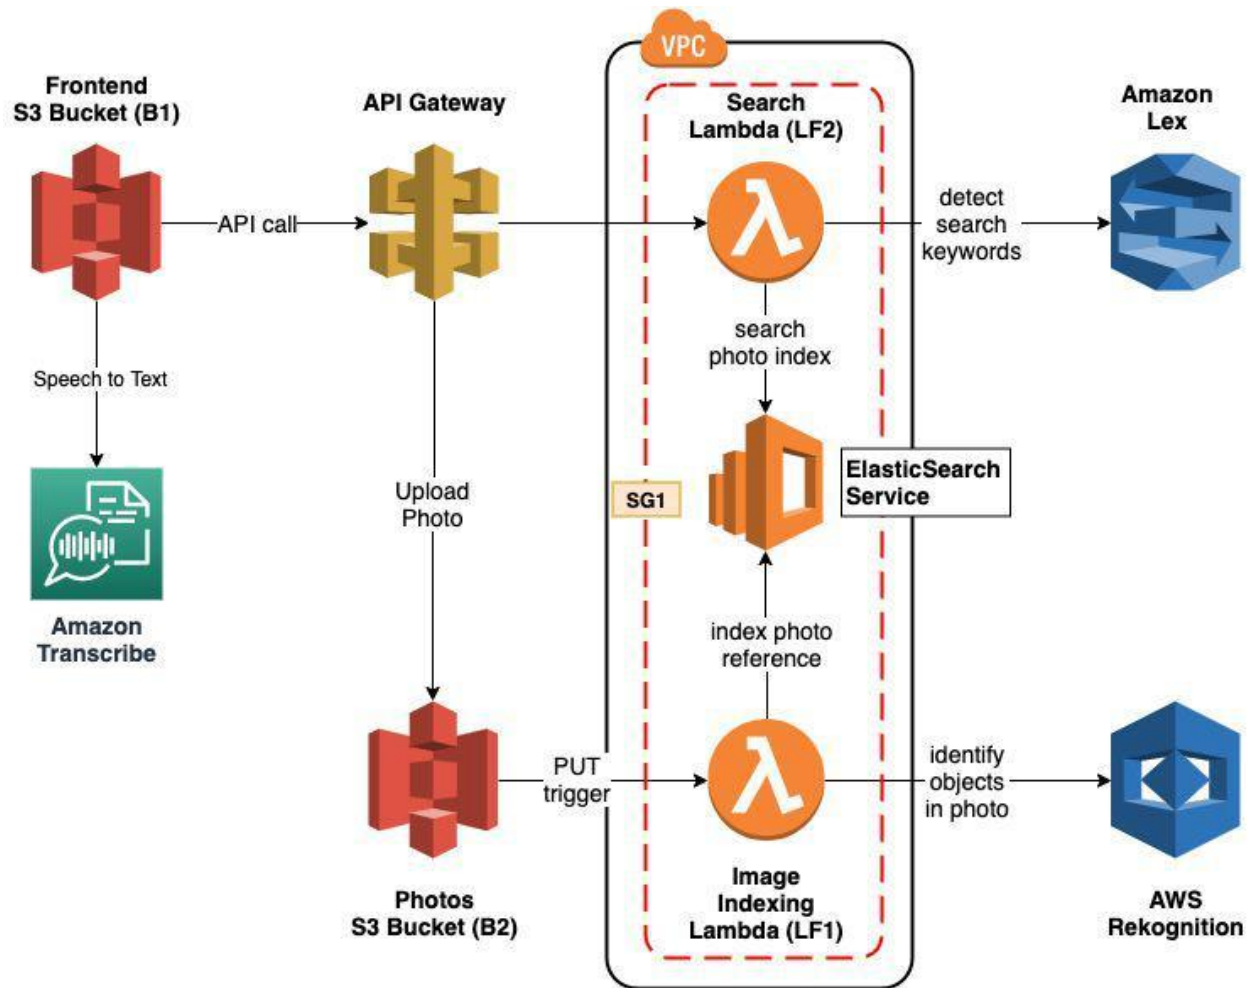 VPC
Frontend
S3 Bucket (B1)
API Gateway
Search
Lambda (LF2)
Amazon
Lex
API call
detect
search
keywords
search
photo index
Speech to Text
Upload
Photo
SG1
ElasticSearch
Service
Amazon
Transcribe
index photo
reference
PUT
trigger
identify
objects
in photo
Photos
S3 Bucket (B2)
Image
Indexing
Lambda (LF1)
AWS
Rekognition